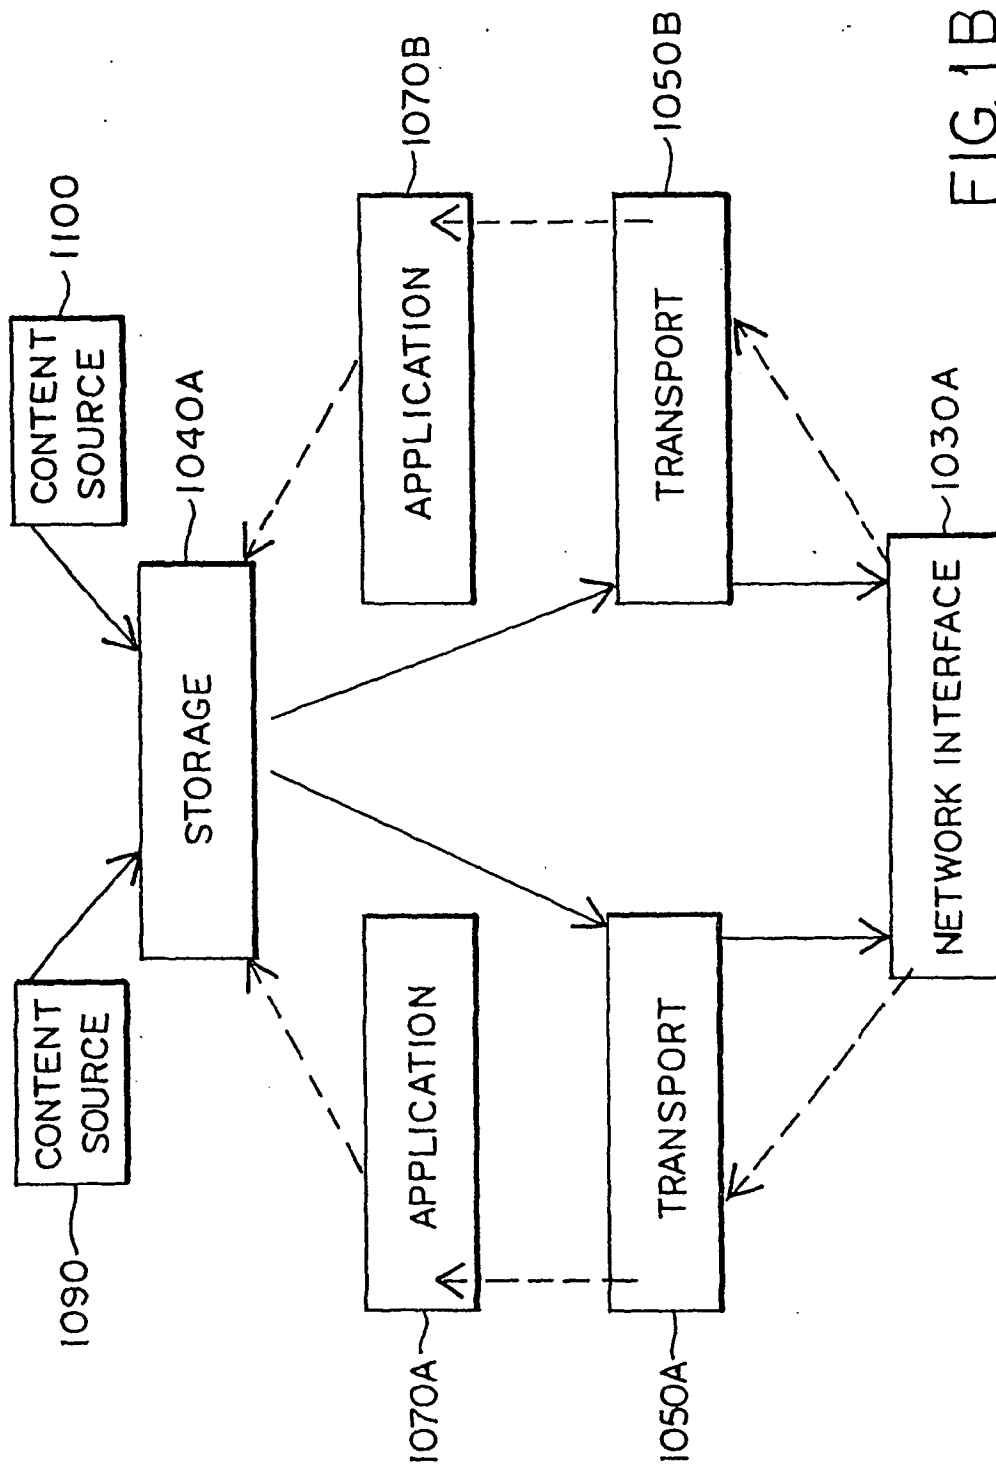 1090
CONTENT
SOURCE
CONTENT
SOURCE
1100
STORAGE
1040A
1070A
APPLICATION
APPLICATION
1070B
1050A
TRANSPORT
TRANSPORT
1050B
NETWORK INTERFACE
1030A
FIG. 1B